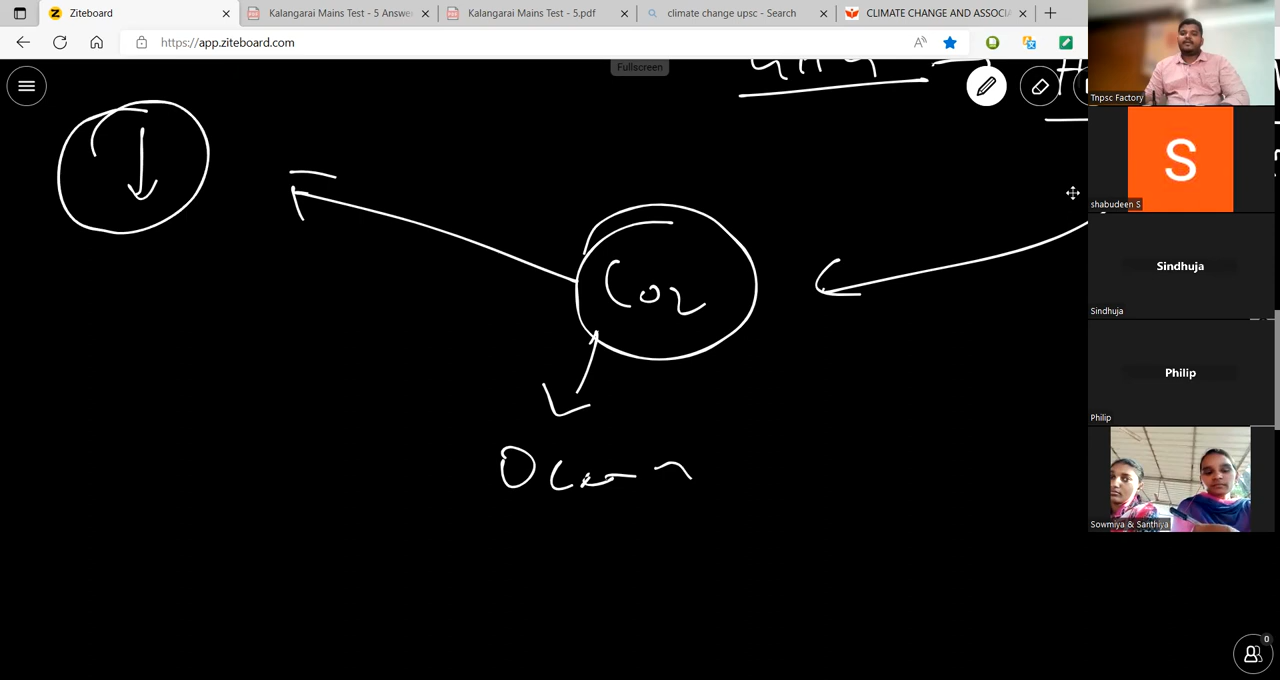 Ziteboard
Kalangarai Mains Test - 5 Answe
Kalangarai Mains Test - 5.pdf
climate change upsc - Search
CLIMATE CHANGE AND ASSOCIA
https://app.ziteboard.com
Fullscreen
Tnpsc Factory
S
shabudeen S
CO2
Sindhuja
Sindhuja
Philip
Philip
Ocean
Sowmiya & Santhiya
0